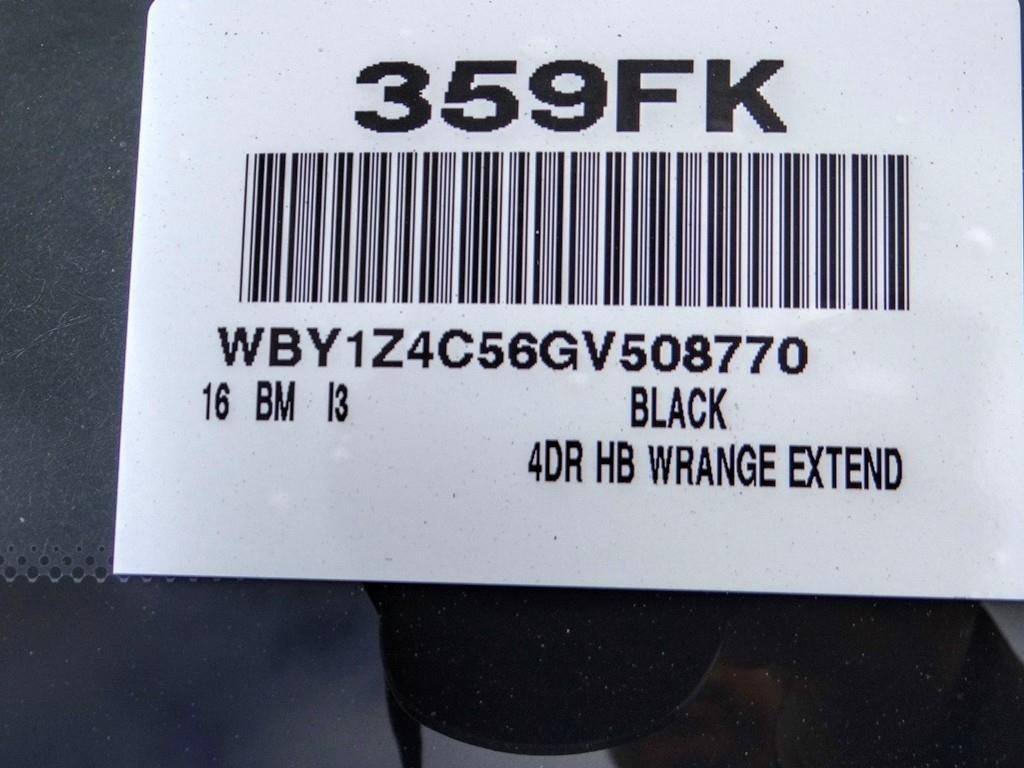 359FK
WBY1Z4C56GV508770
16 BM I3 BLACK
4DR HB WRANGE EXTEND